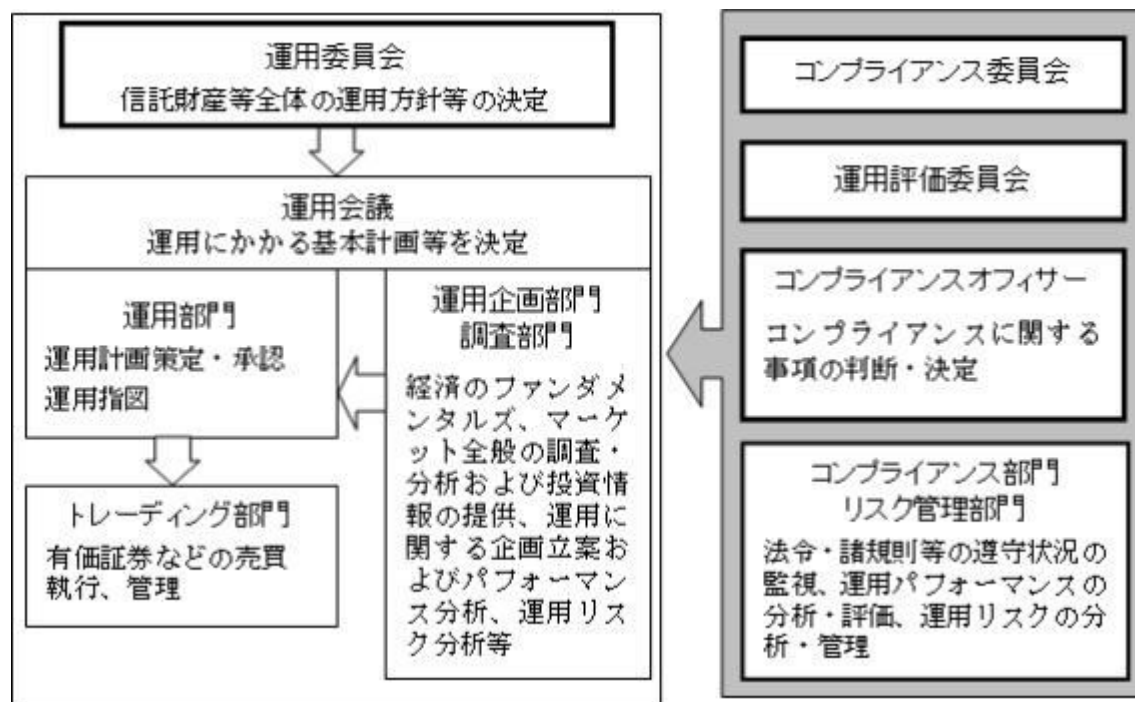 運用委員会
信託財産等全体の運用方針等の決定
運用会議
運用にかかる基本計画等を決定
運用部門
運用計画策定・承認
運用指図
トレーディング部門
有価証券などの売買
執行、管理
運用企画部門
調査部門
経済のファンダメ
ンタルズ、マーケ
ット全般の調査・
分析および投資情
報の提供、運用に
関する企画立案お
よびパフォーマン
ス分析、運用リス
ク分析等
コンプライアンス委員会
運用評価委員会
コンプライアンスオフィサー
コンプライアンスに関する
事項の判断・決定
コンプライアンス部門
リスク管理部門
法令・諸規則等の遵守状況の
監視、運用パフォーマンスの
分析・評価、運用リスクの分
析・管理